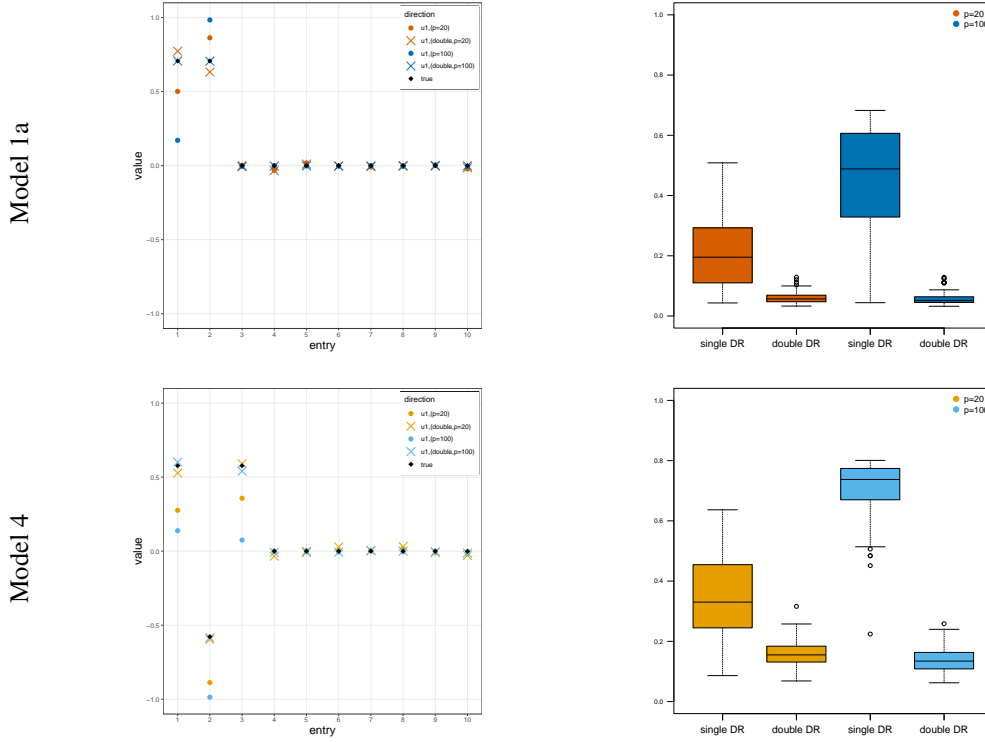 Model 1a
1.0
0.5
0.0
−0.5
−1.0
value
1
2
3
4
5
6
7
8
9
10
entry
direction
u1,(p=20)
u1,(double,p=20)
u1,(p=100)
u1,(double,p=100)
true
1.0
0.8
0.6
0.4
0.2
0.0
p=20
p=100
single DR
double DR
single DR
double DR
Model 4
1.0
0.5
0.0
−0.5
−1.0
value
1
2
3
4
5
6
7
8
9
10
entry
direction
u1,(p=20)
u1,(double,p=20)
u1,(p=100)
u1,(double,p=100)
true
1.0
0.8
0.6
0.4
0.2
0.0
p=20
p=100
single DR
double DR
single DR
double DR